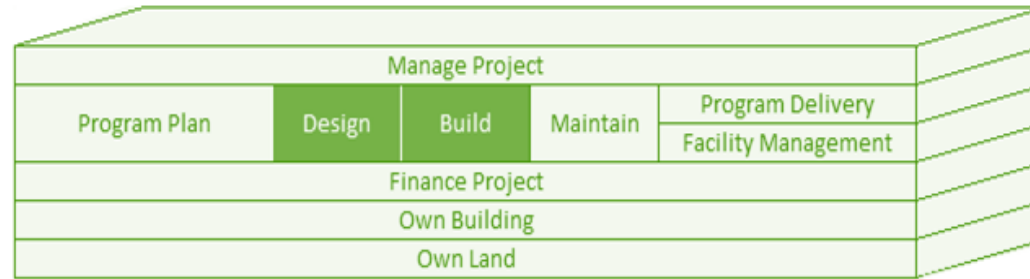 Manage Project
Program Plan
Design
Build
Maintain
Program Delivery
Facility Management
Finance Project
Own Building
Own Land